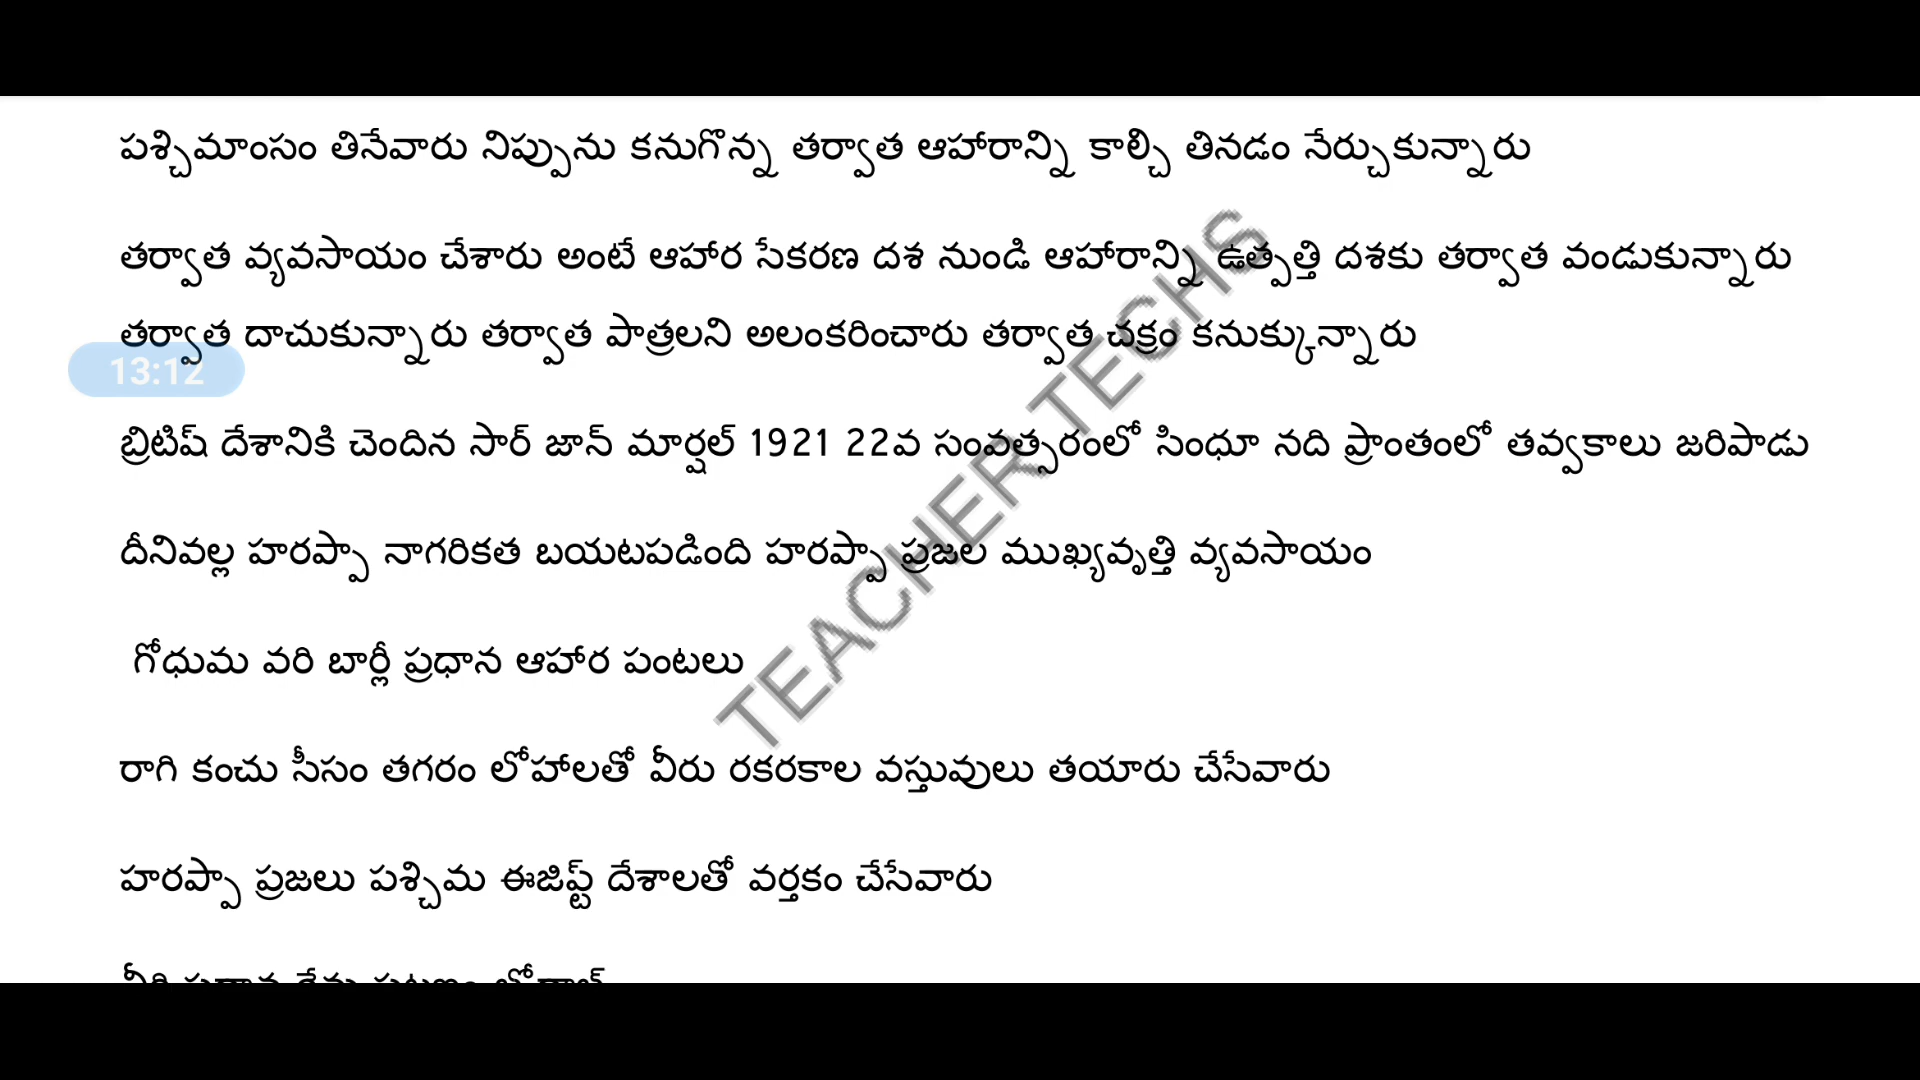 పశ్చిమాంసం తినేవారు నిప్పును కనుగొన్న తర్వాత ఆహారాన్ని కాల్చి తినడం నేర్చుకున్నారు
తర్వాత వ్యవసాయం చేశారు అంటే ఆహార సేకరణ దశ నుండి ఆహారాన్ని ఉత్పత్తి దశకు తర్వాత వండుకున్నారు
తర్వాత దాచుకున్నారు తర్వాత పాత్రలని అలంకరించారు తర్వాత చక్రం కనుక్కున్నారు
13:12
బ్రిటిష్ దేశానికి చెందిన సార్ జాన్ మార్షల్ 1921 22వ సంవత్సరంలో సింధూ నది ప్రాంతంలో తవ్వకాలు జరిపాడు
దీనివల్ల హరప్పా నాగరికత బయటపడింది హరప్పా ప్రజల ముఖ్యవృత్తి వ్యవసాయం
గోధుమ వరి బార్లీ ప్రధాన ఆహార పంటలు
రాగి కంచు సీసం తగరం లోహాలతో వీరు రకరకాల వస్తువులు తయారు చేసేవారు
హరప్పా ప్రజలు పశ్చిమ ఈజిప్ట్ దేశాలతో వర్తకం చేసేవారు
TEACHER TECHS